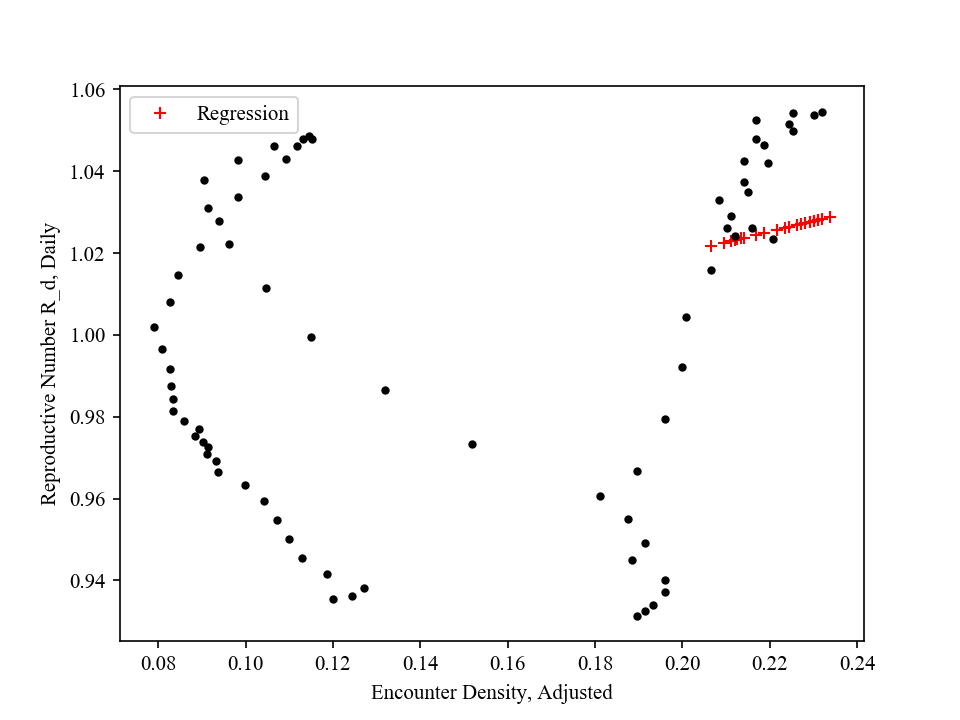 Regression
1.06
1.04
1.02
1.00
0.98
0.96
0.94
Reproductive Number R_d, Daily
0.08 0.10 0.12 0.14 0.16 0.18 0.20 0.22 0.24
Encounter Density, Adjusted